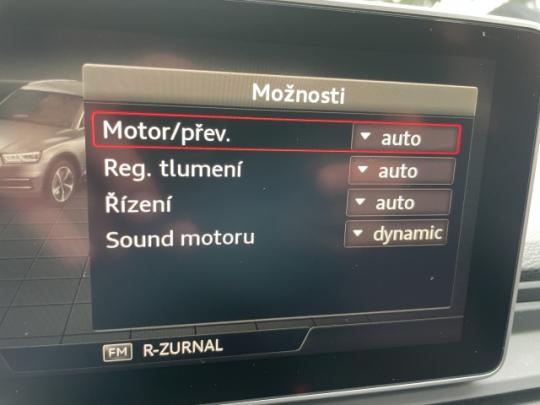 Možnosti
Motor/přev. auto
Reg. tlumení auto
Řízení auto
Sound motoru dynamic
FM R-ZURNAL